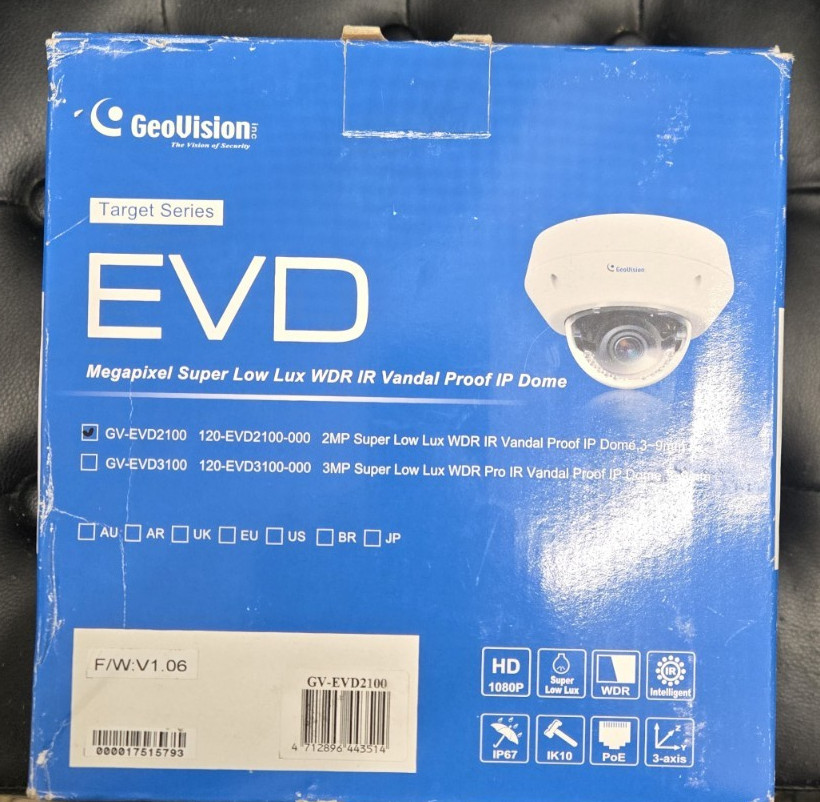 GeoVision inc
The Vision of Security
Target Series
EVD
GeoVision
Megapixel Super Low Lux WDR IR Vandal Proof IP Dome
GV-EVD2100 120-EVD2100-000 2MP Super Low Lux WDR IR Vandal Proof IP Dome,3~9mm
GV-EVD3100 120-EVD3100-000 3MP Super Low Lux WDR Pro IR Vandal Proof IP Dome
AU AR UK EU US BR JP
F/W:V1.06
GV-EVD2100
4 712896 443514
000017515793
HD 1080P
Super Low Lux
WDR
IR Intelligent
IP67
IK10
PoE
Z X Y 3-axis